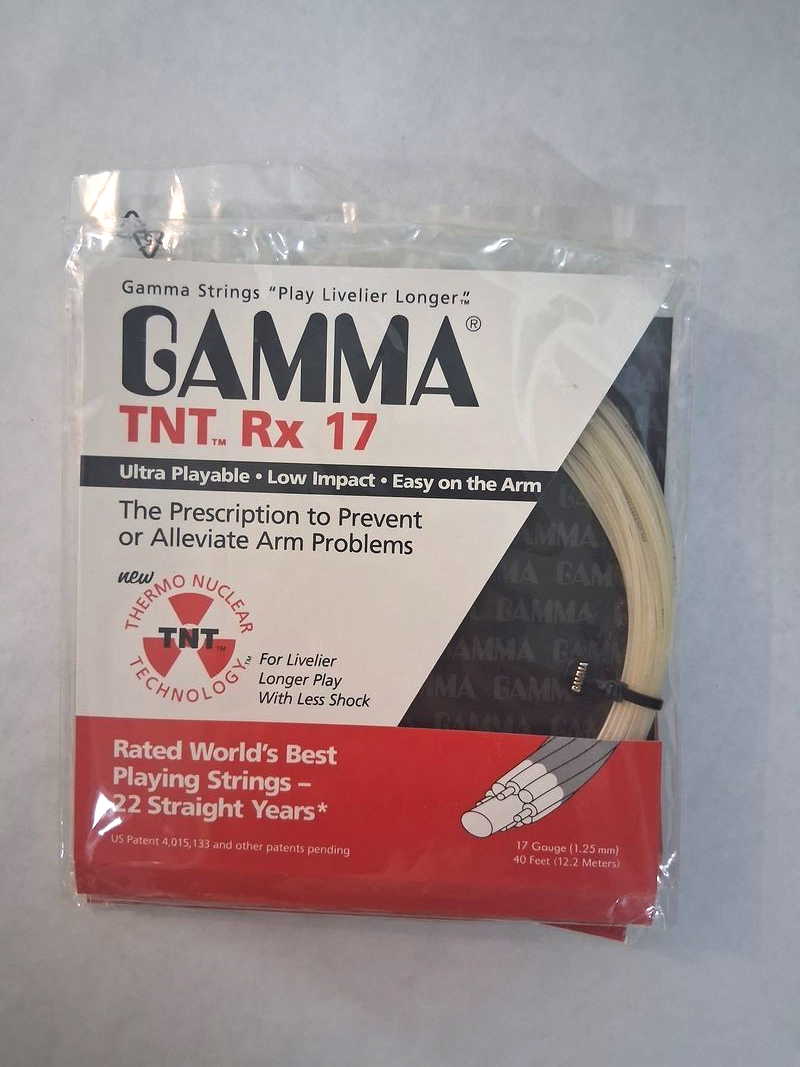 Gamma Strings "Play Livelier Longer."™
GAMMA®
TNT™ Rx 17
Ultra Playable • Low Impact • Easy on the Arm
The Prescription to Prevent
or Alleviate Arm Problems
new
THERMO NUCLEAR
TNT™
TECHNOLOGY™
For Livelier
Longer Play
With Less Shock
GAMMA
Rated World's Best
Playing Strings –
22 Straight Years*
US Patent 4,015,133 and other patents pending
17 Gauge (1.25 mm)
40 Feet (12.2 Meters)